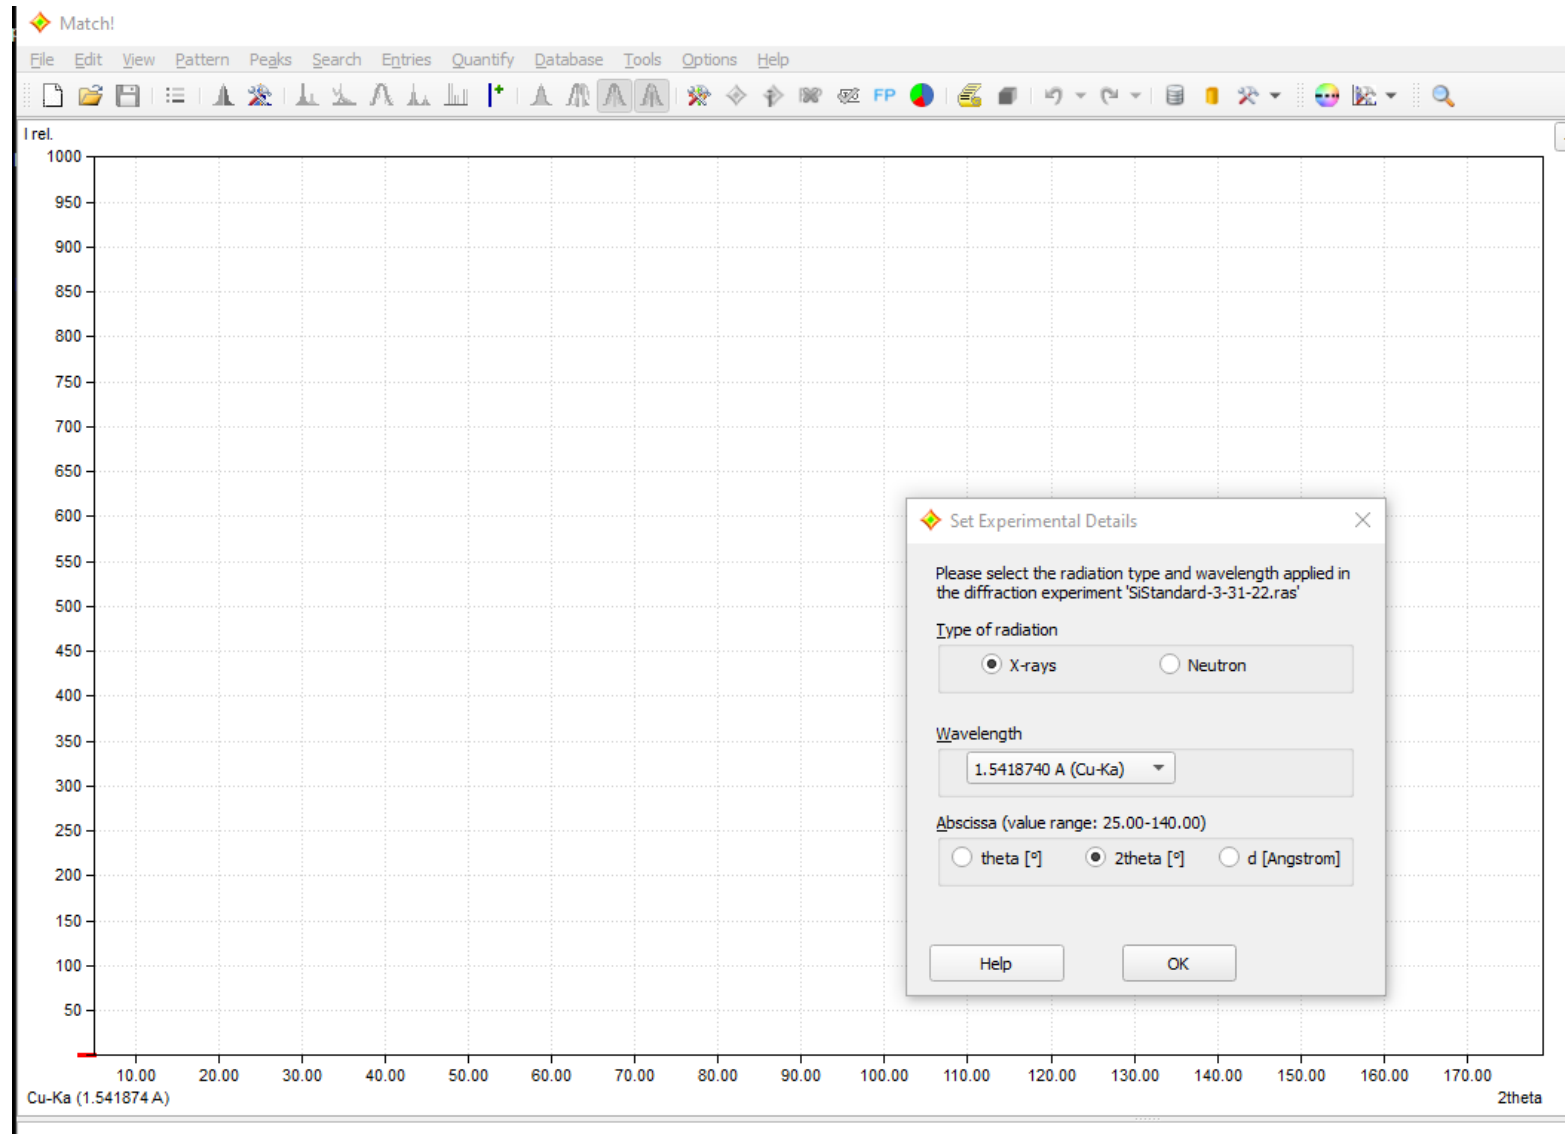 Match!
File Edit View Pattern Peaks Search Entries Quantify Database Tools Options Help
FP
I rel.
1000
950
900
850
800
750
700
650
600
550
500
450
400
350
300
250
200
150
100
50
10.00 20.00 30.00 40.00 50.00 60.00 70.00 80.00 90.00 100.00 110.00 120.00 130.00 140.00 150.00 160.00 170.00
Cu-Ka (1.541874 A) 2theta
Set Experimental Details
Please select the radiation type and wavelength applied in
the diffraction experiment 'SiStandard-3-31-22.ras'
Type of radiation
X-rays Neutron
Wavelength
1.5418740 A (Cu-Ka)
Abscissa (value range: 25.00-140.00)
theta [°] 2theta [°] d [Angstrom]
Help OK